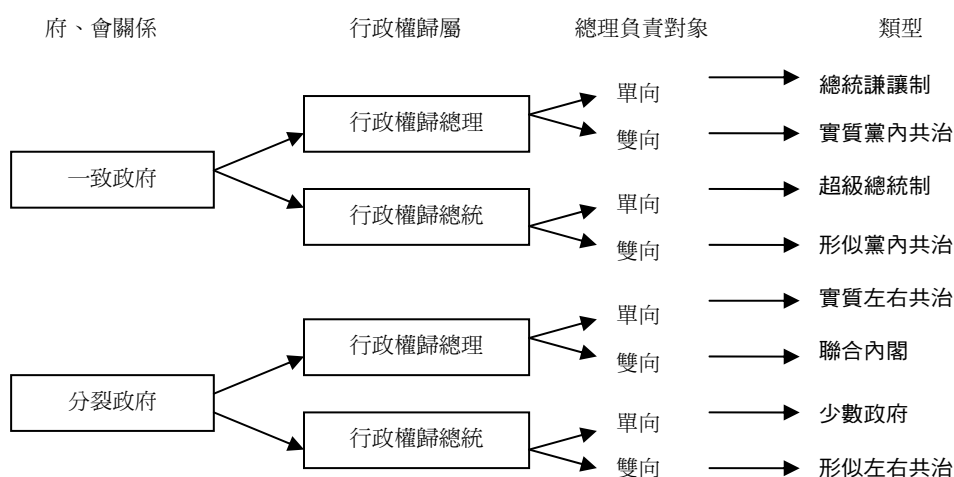 府、會關係 行政權歸屬 總理負責對象 類型
單向 總統謙讓制
行政權歸總理
雙向 實質黨內共治
一致政府
單向 超級總統制
行政權歸總統
雙向 形似黨內共治
單向 實質左右共治
行政權歸總理
雙向 聯合內閣
分裂政府
單向 少數政府
行政權歸總統
雙向 形似左右共治